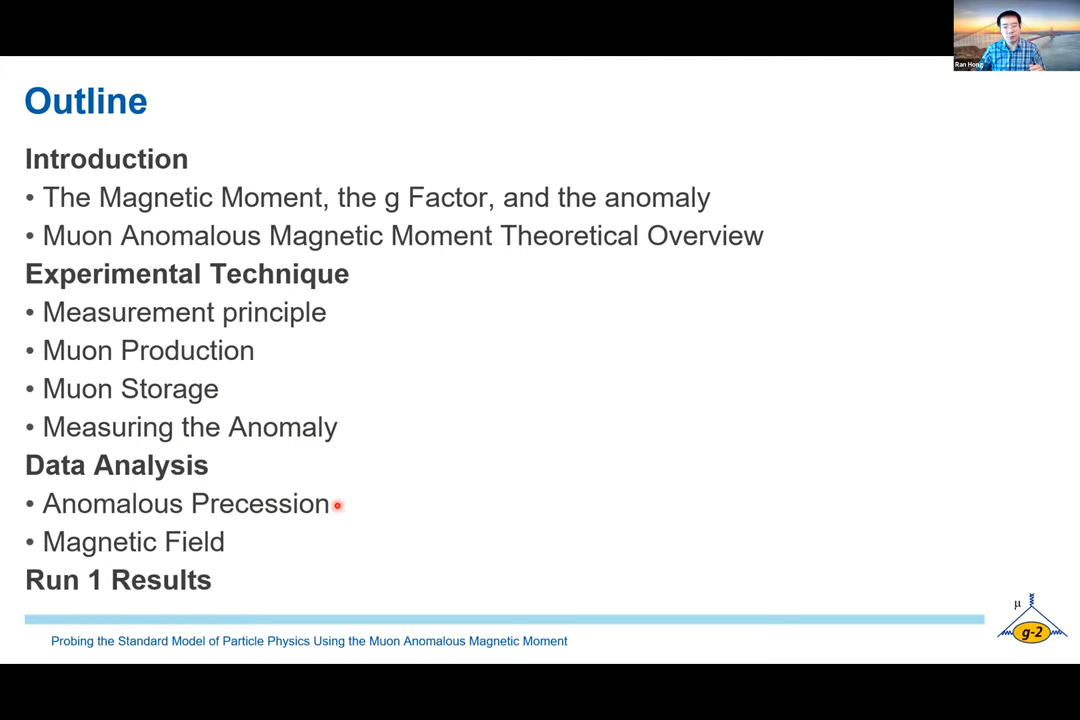 Ran Hong
Outline
Introduction
• The Magnetic Moment, the g Factor, and the anomaly
• Muon Anomalous Magnetic Moment Theoretical Overview
Experimental Technique
• Measurement principle
• Muon Production
• Muon Storage
• Measuring the Anomaly
Data Analysis
• Anomalous Precession
• Magnetic Field
Run 1 Results
μ
g-2
Probing the Standard Model of Particle Physics Using the Muon Anomalous Magnetic Moment